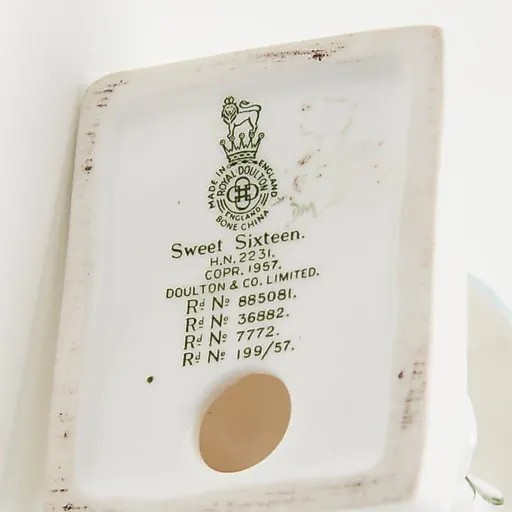 MADE IN ENGLAND
ROYAL DOULTON
ENGLAND
BONE CHINA
Sweet Sixteen.
H.N. 2231.
COPR. 1957.
DOULTON & CO. LIMITED.
Rd No 885081.
Rd No 36882.
Rd No 7772.
Rd No 199/57.